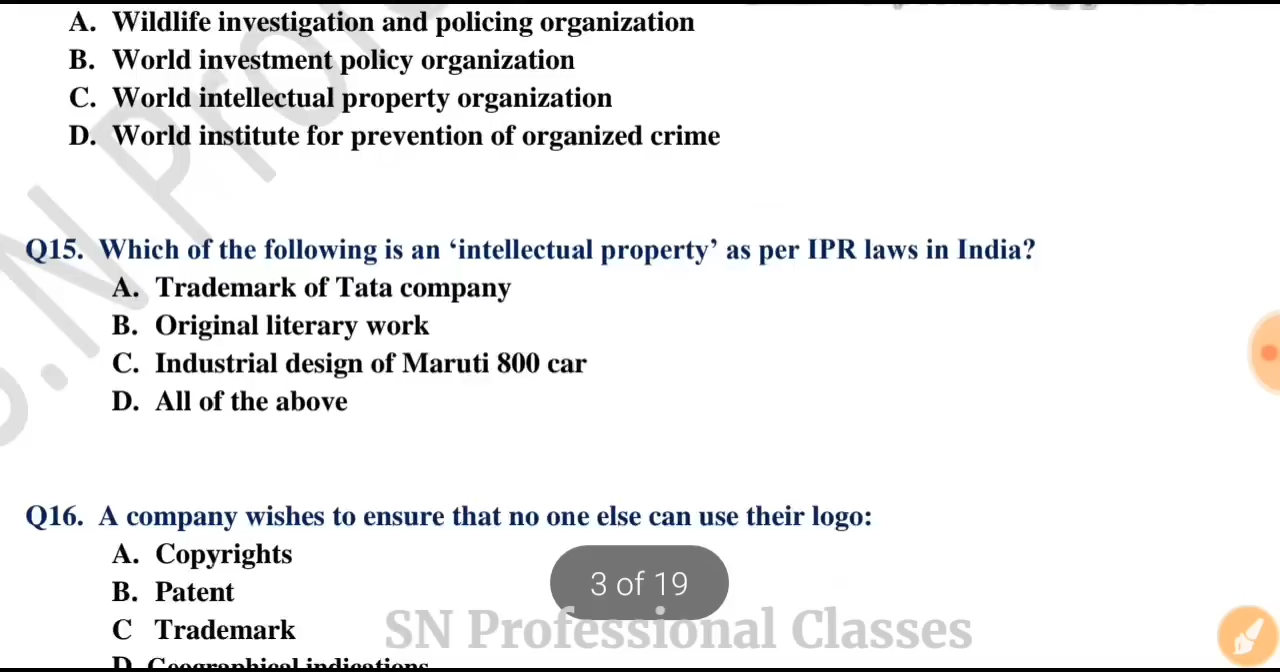 A. Wildlife investigation and policing organization
B. World investment policy organization
C. World intellectual property organization
D. World institute for prevention of organized crime
Q15. Which of the following is an ‘intellectual property’ as per IPR laws in India?
A. Trademark of Tata company
B. Original literary work
C. Industrial design of Maruti 800 car
D. All of the above
Q16. A company wishes to ensure that no one else can use their logo:
A. Copyrights
B. Patent
3 of 19
C Trademark
SN Professional Classes
D Geographical indications